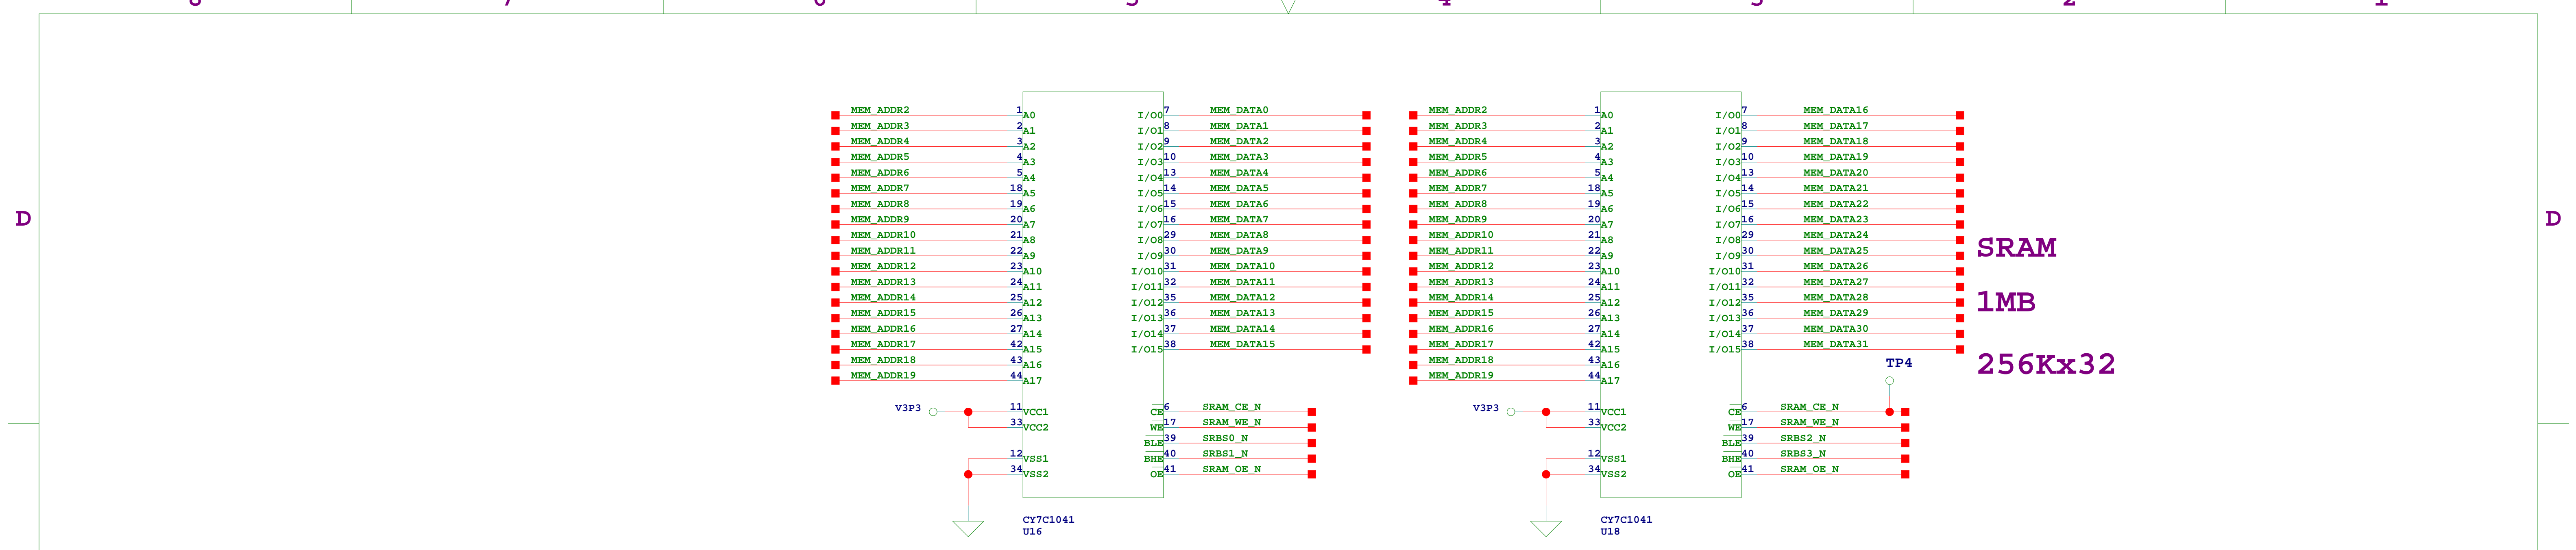 8 7 6 5 4 3 2 1
MEM_ADDR2 1 A0 I/O0 7 MEM_DATA0 MEM_ADDR2 1 A0 I/O0 7 MEM_DATA16
MEM_ADDR3 2 A1 I/O1 8 MEM_DATA1 MEM_ADDR3 2 A1 I/O1 8 MEM_DATA17
MEM_ADDR4 3 A2 I/O2 9 MEM_DATA2 MEM_ADDR4 3 A2 I/O2 9 MEM_DATA18
MEM_ADDR5 4 A3 I/O3 10 MEM_DATA3 MEM_ADDR5 4 A3 I/O3 10 MEM_DATA19
MEM_ADDR6 5 A4 I/O4 13 MEM_DATA4 MEM_ADDR6 5 A4 I/O4 13 MEM_DATA20
MEM_ADDR7 18 A5 I/O5 14 MEM_DATA5 MEM_ADDR7 18 A5 I/O5 14 MEM_DATA21
MEM_ADDR8 19 A6 I/O6 15 MEM_DATA6 MEM_ADDR8 19 A6 I/O6 15 MEM_DATA22
D MEM_ADDR9 20 A7 I/O7 16 MEM_DATA7 MEM_ADDR9 20 A7 I/O7 16 MEM_DATA23 D
MEM_ADDR10 21 A8 I/O8 29 MEM_DATA8 MEM_ADDR10 21 A8 I/O8 29 MEM_DATA24
MEM_ADDR11 22 A9 I/O9 30 MEM_DATA9 MEM_ADDR11 22 A9 I/O9 30 MEM_DATA25 SRAM
MEM_ADDR12 23 A10 I/O10 31 MEM_DATA10 MEM_ADDR12 23 A10 I/O10 31 MEM_DATA26
MEM_ADDR13 24 A11 I/O11 32 MEM_DATA11 MEM_ADDR13 24 A11 I/O11 32 MEM_DATA27
MEM_ADDR14 25 A12 I/O12 35 MEM_DATA12 MEM_ADDR14 25 A12 I/O12 35 MEM_DATA28 1MB
MEM_ADDR15 26 A13 I/O13 36 MEM_DATA13 MEM_ADDR15 26 A13 I/O13 36 MEM_DATA29
MEM_ADDR16 27 A14 I/O14 37 MEM_DATA14 MEM_ADDR16 27 A14 I/O14 37 MEM_DATA30
MEM_ADDR17 42 A15 I/O15 38 MEM_DATA15 MEM_ADDR17 42 A15 I/O15 38 MEM_DATA31
MEM_ADDR18 43 A16 MEM_ADDR18 43 A16 TP4 256Kx32
MEM_ADDR19 44 A17 MEM_ADDR19 44 A17
V3P3 11 VCC1 CE 6 SRAM_CE_N V3P3 11 VCC1 CE 6 SRAM_CE_N
33 VCC2 WE 17 SRAM_WE_N 33 VCC2 WE 17 SRAM_WE_N
BLE 39 SRBS0_N BLE 39 SRBS2_N
12 VSS1 BHE 40 SRBS1_N 12 VSS1 BHE 40 SRBS3_N
34 VSS2 OE 41 SRAM_OE_N 34 VSS2 OE 41 SRAM_OE_N
CY7C1041 CY7C1041
U16 U18